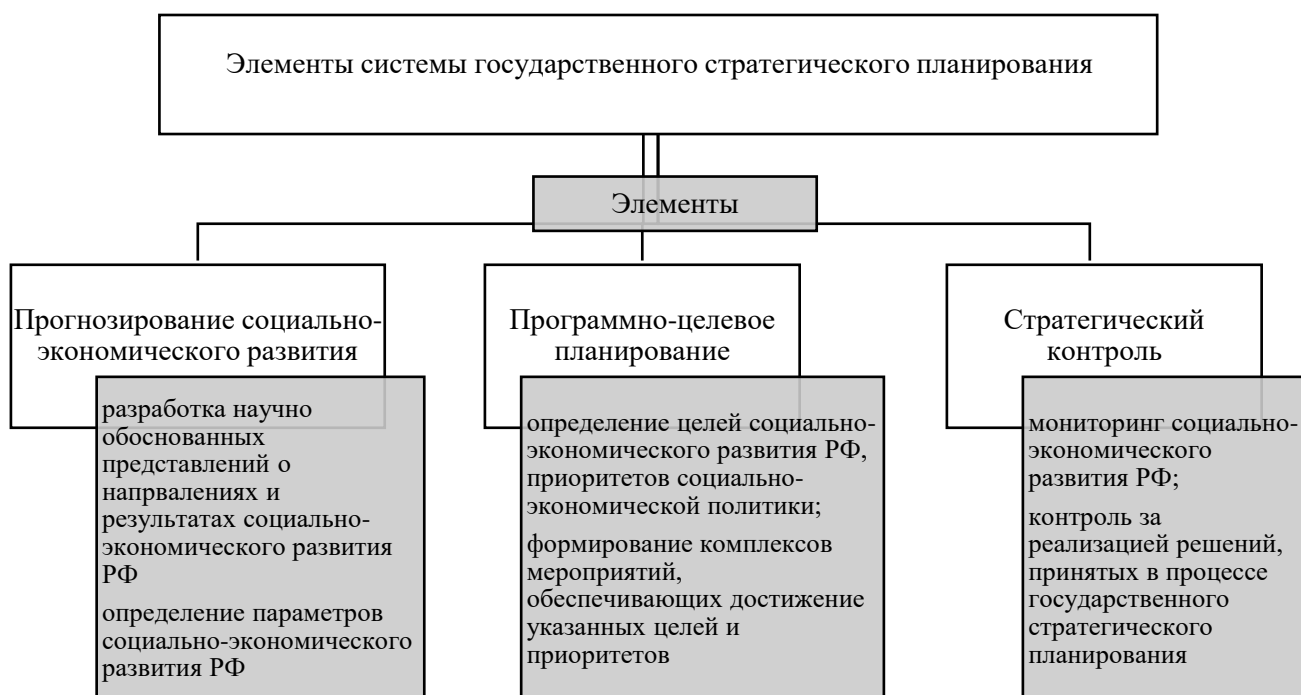 Элементы системы государственного стратегического планирования
Элементы
Прогнозирование социально-
экономического развития
разработка научно
обоснованных
представлений о
напрвалениях и
результатах социально-
экономического развития
РФ
определение параметров
социально-экономического
развития РФ
Программно-целевое
планирование
определение целей социально-
экономического развития РФ,
приоритетов социально-
экономической политики;
формирование комплексов
мероприятий,
обеспечивающих достижение
указанных целей и
приоритетов
Стратегический
контроль
мониторинг социально-
экономического
развития РФ;
контроль за
реализацией решений,
принятых в процессе
государственного
стратегического
планирования